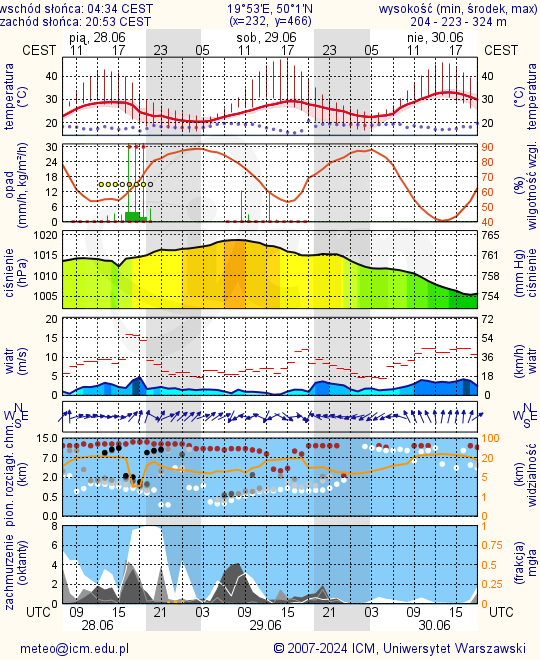 wschód słońca: 04:34 CEST 19°53'E, 50°1'N wysokość (min, środek, max)
zachód słońca: 20:53 CEST (x=232, y=466) 204 - 223 - 324 m
pią, 28.06 sob, 29.06 nie, 30.06
CEST 11 17 23 05 11 17 23 05 11 17 CEST
temperatura (°C) 40 30 20 40 30 20 (°C) temperatura
opad (mm/h, kg/m²/h) 30 24 18 12 6 0 90 80 70 60 50 40 (%) wilgotność wzgl.
ciśnienie (hPa) 1020 1015 1010 1005 765 761 758 754 (mm Hg) ciśnienie
wiatr (m/s) 20 15 10 5 0 72 54 36 18 0 (km/h) wiatr
N W E S N W E S
pion. rozciągł. chm. (km) 15.0 7.0 2.0 0.5 0.0 100 20 5 1 0 (km) widzialność
zachmurzenie (oktanty) 8 6 4 2 0 1 0.75 0.5 0.25 0 (frakcja) mgła
UTC 09 15 21 03 09 15 21 03 09 15 UTC
28.06 29.06 30.06
meteo@icm.edu.pl © 2007-2024 ICM, Uniwersytet Warszawski